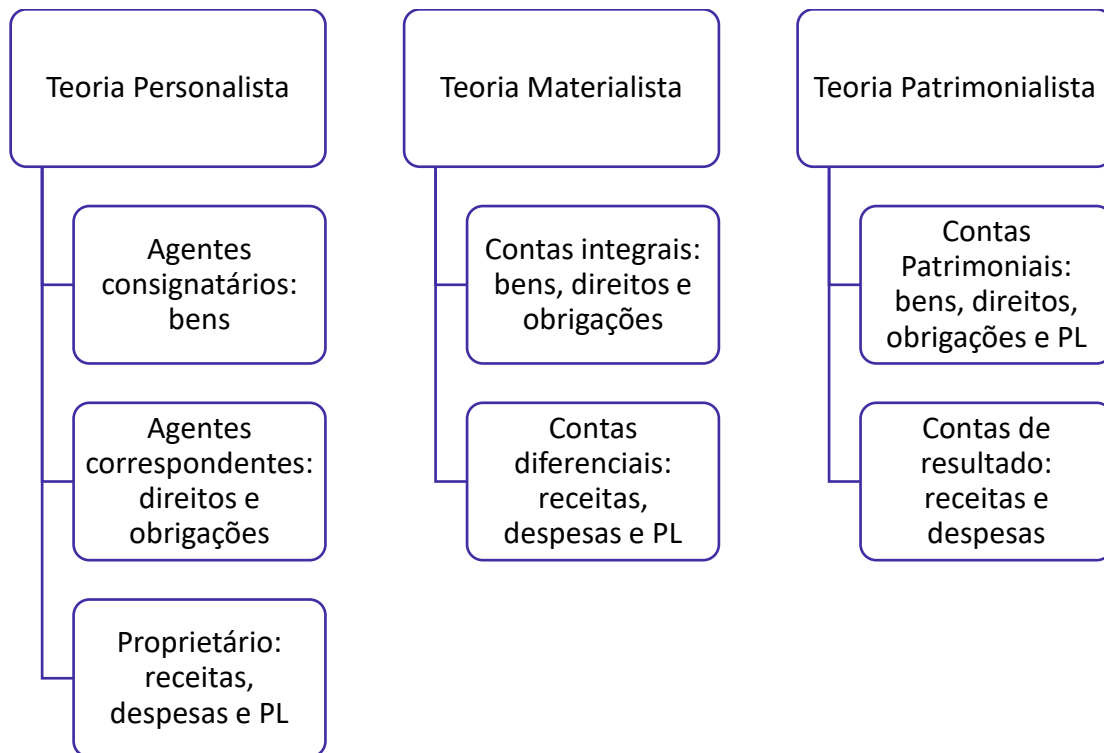 Teoria Personalista
Agentes
consignatários:
bens
Agentes
correspondentes:
direitos e
obrigações
Proprietário:
receitas,
despesas e PL
Teoria Materialista
Contas integrais:
bens, direitos e
obrigações
Contas
diferenciais:
receitas,
despesas e PL
Teoria Patrimonialista
Contas
Patrimoniais:
bens, direitos,
obrigações e PL
Contas de
resultado:
receitas e
despesas